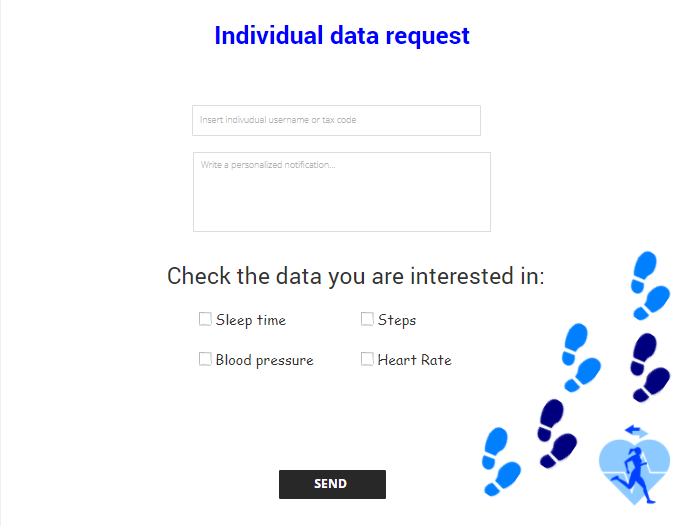 Individual data request
Insert indivudual username or tax code
Write a personalized notification...
Check the data you are interested in:
Sleep time
Steps
Blood pressure
Heart Rate
SEND